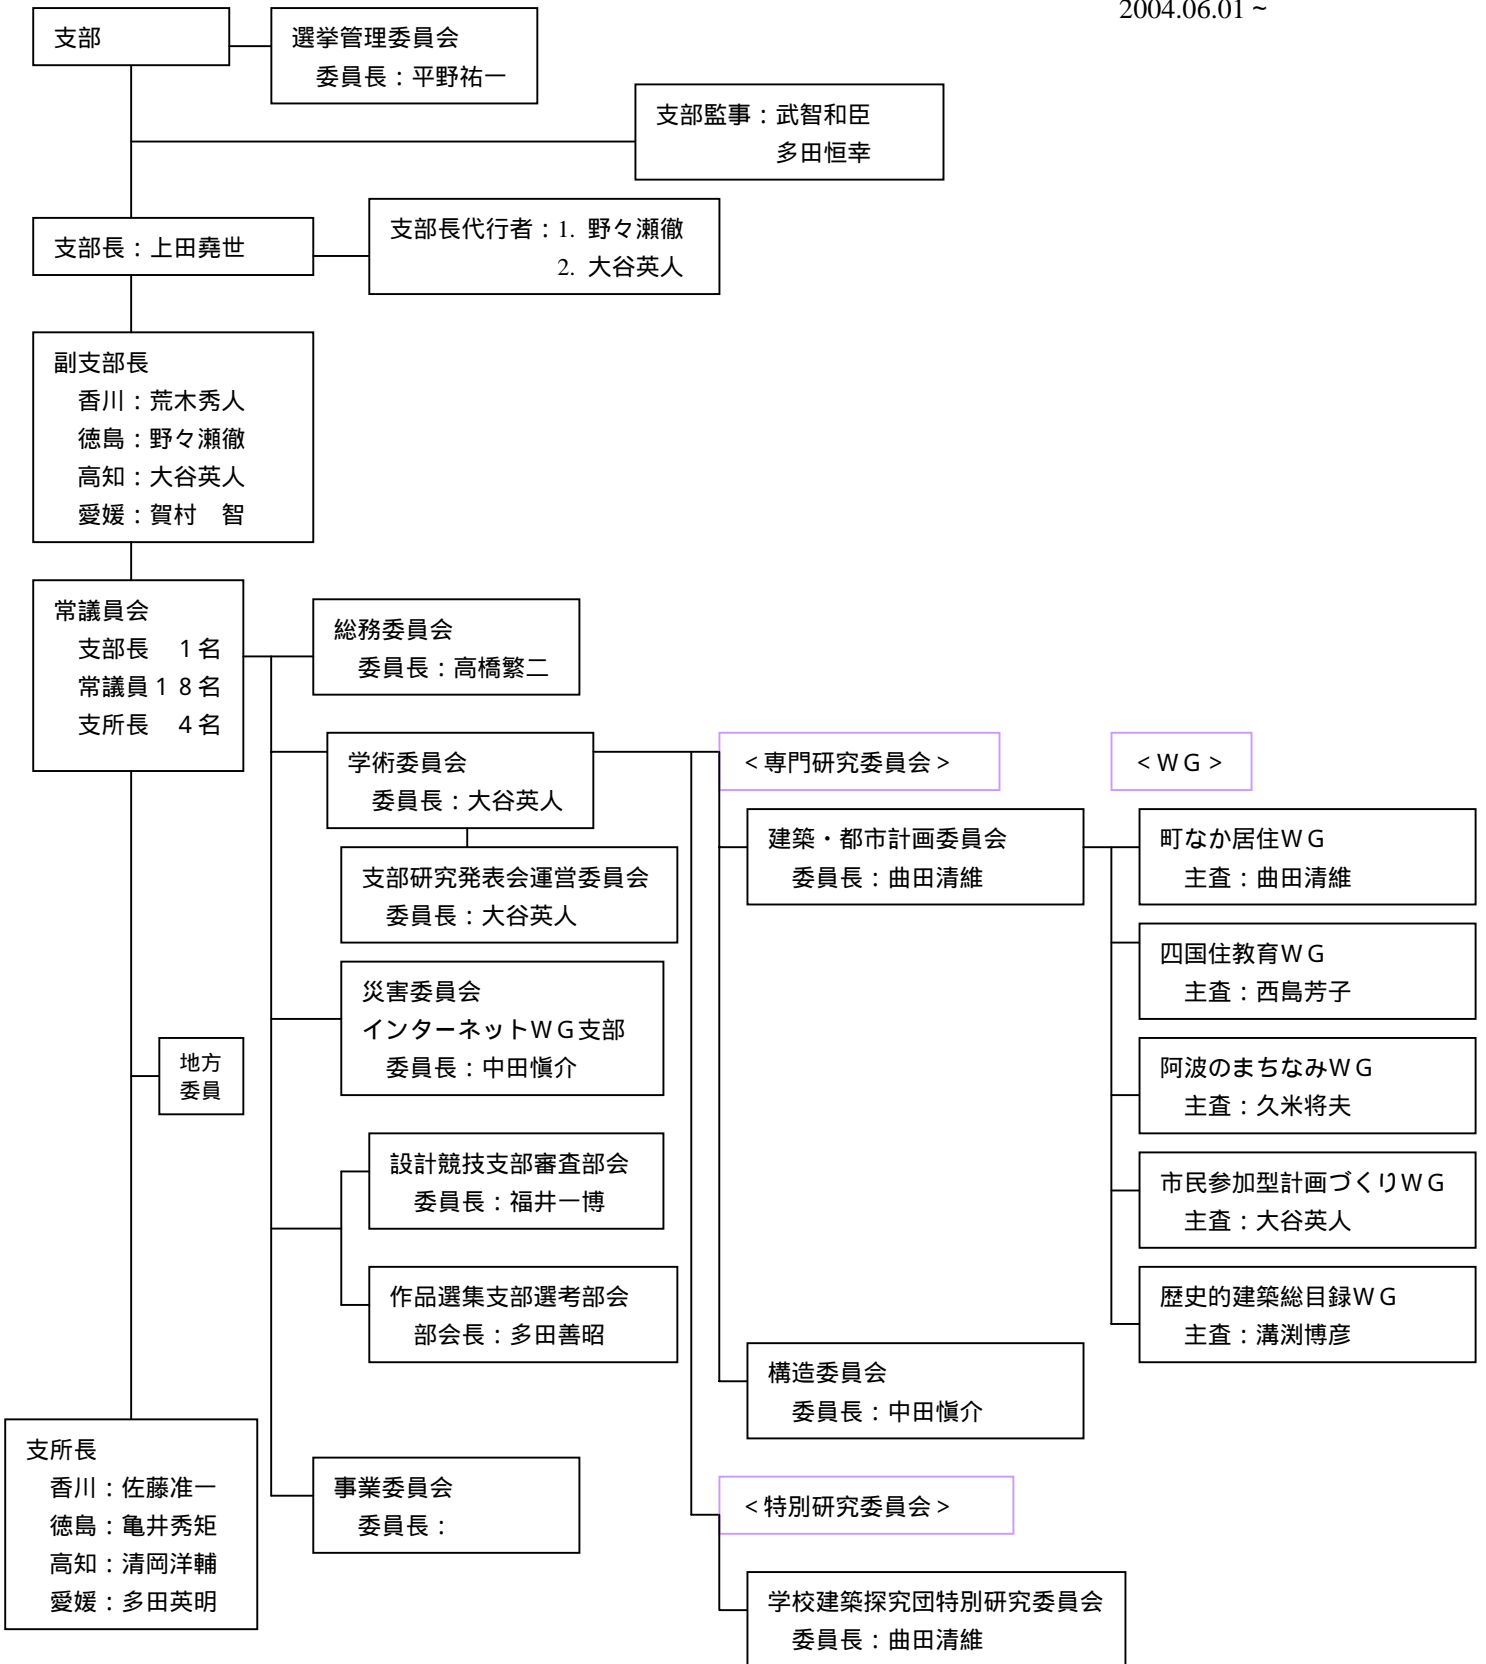 2004.06.01～
支部
選挙管理委員会
委員長：平野祐一
支部監事：武智和臣
多田恒幸
支部長：上田堯世
支部長代行者：1. 野々瀬徹
2. 大谷英人
副支部長
香川：荒木秀人
徳島：野々瀬徹
高知：大谷英人
愛媛：賀村　智
常議員会
支部長　1名
常議員１８名
支所長　4名
総務委員会
委員長：高橋繁二
学術委員会
委員長：大谷英人
支部研究発表会運営委員会
委員長：大谷英人
災害委員会
インターネットＷＧ支部
委員長：中田愼介
地方
委員
設計競技支部審査部会
委員長：福井一博
作品選集支部選考部会
部会長：多田善昭
事業委員会
委員長：
支所長
香川：佐藤准一
徳島：亀井秀矩
高知：清岡洋輔
愛媛：多田英明
＜専門研究委員会＞
建築・都市計画委員会
委員長：曲田清維
構造委員会
委員長：中田愼介
＜特別研究委員会＞
学校建築探究団特別研究委員会
委員長：曲田清維
＜ＷＧ＞
町なか居住ＷＧ
主査：曲田清維
四国住教育ＷＧ
主査：西島芳子
阿波のまちなみＷＧ
主査：久米将夫
市民参加型計画づくりＷＧ
主査：大谷英人
歴史的建築総目録ＷＧ
主査：溝渕博彦